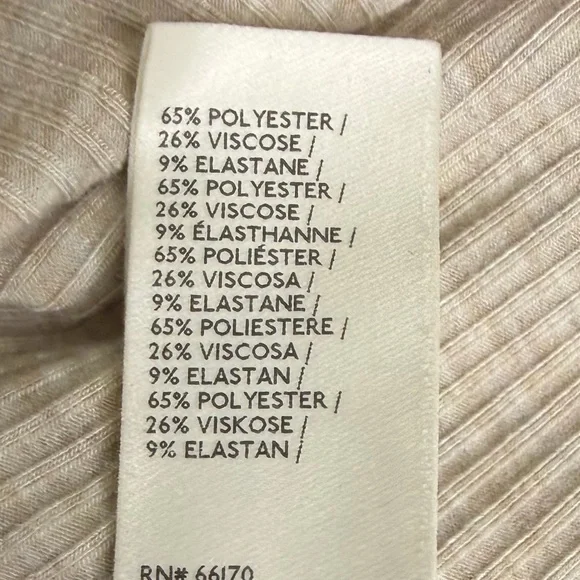 65% POLYESTER /
26% VISCOSE /
9% ELASTANE /
65% POLYESTER /
26% VISCOSE /
9% ÉLASTHANNE /
65% POLIÉSTER /
26% VISCOSA /
9% ELASTANE /
65% POLIESTERE /
26% VISCOSA /
9% ELASTAN /
65% POLYESTER /
26% VISKOSE /
9% ELASTAN /
RN# 66170